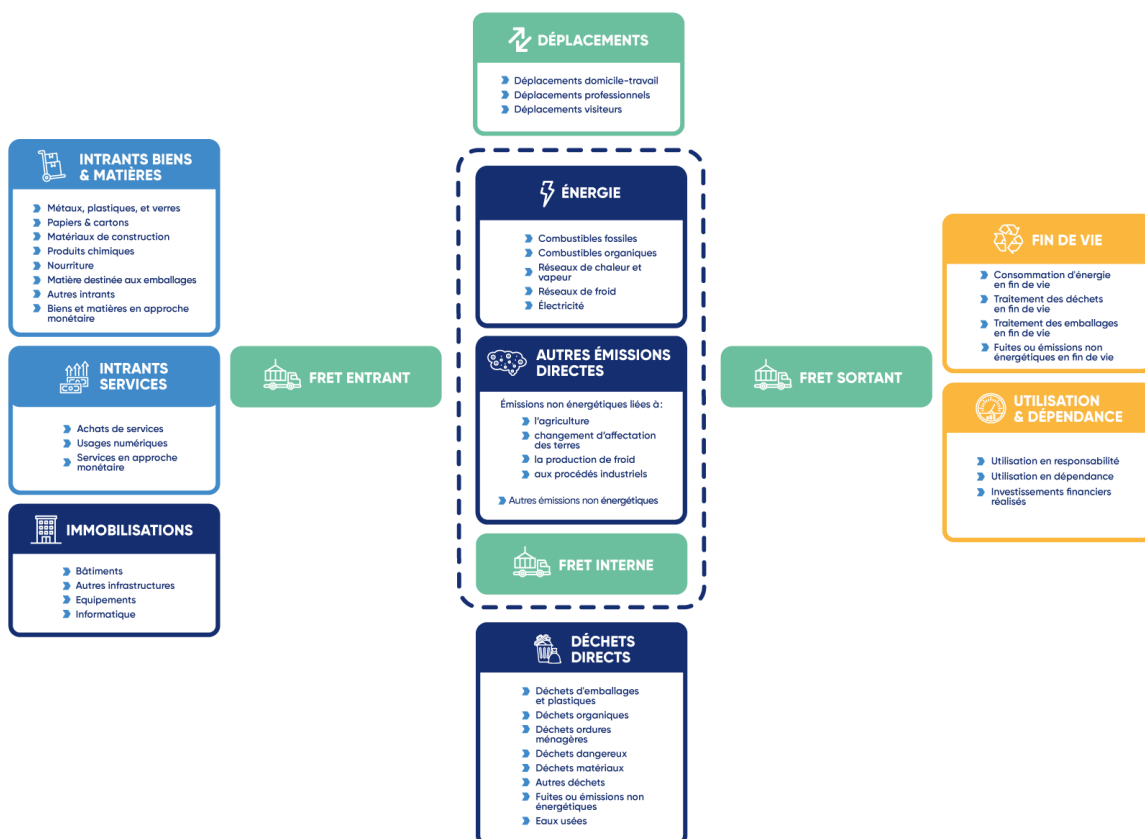 DÉPLACEMENTS
Déplacements domicile-travail
Déplacements professionnels
Déplacements visiteurs
INTRANTS BIENS
& MATIÈRES
Métaux, plastiques, et verres
Papiers & cartons
Matériaux de construction
Produits chimiques
Nourriture
Matière destinée aux emballages
Autres intrants
Biens et matières en approche
monétaire
INTRANTS
SERVICES
Achats de services
Usages numériques
Services en approche
monétaire
IMMOBILISATIONS
Bâtiments
Autres infrastructures
Equipements
Informatique
FRET ENTRANT
ÉNERGIE
Combustibles fossiles
Combustibles organiques
Réseaux de chaleur et
vapeur
Réseaux de froid
Électricité
AUTRES ÉMISSIONS
DIRECTES
Émissions non énergétiques liées à :
l'agriculture
changement d'affectation
des terres
la production de froid
aux procédés industriels
Autres émissions non énergétiques
FRET INTERNE
DÉCHETS
DIRECTS
Déchets d'emballages
et plastiques
Déchets organiques
Déchets ordures
ménagères
Déchets dangereux
Déchets matériaux
Autres déchets
Fuites ou émissions non
énergétiques
Eaux usées
FRET SORTANT
FIN DE VIE
Consommation d'énergie
en fin de vie
Traitement des déchets
en fin de vie
Traitement des emballages
en fin de vie
Fuites ou émissions non
énergétiques en fin de vie
UTILISATION
& DÉPENDANCE
Utilisation en responsabilité
Utilisation en dépendance
Investissements financiers
réalisés